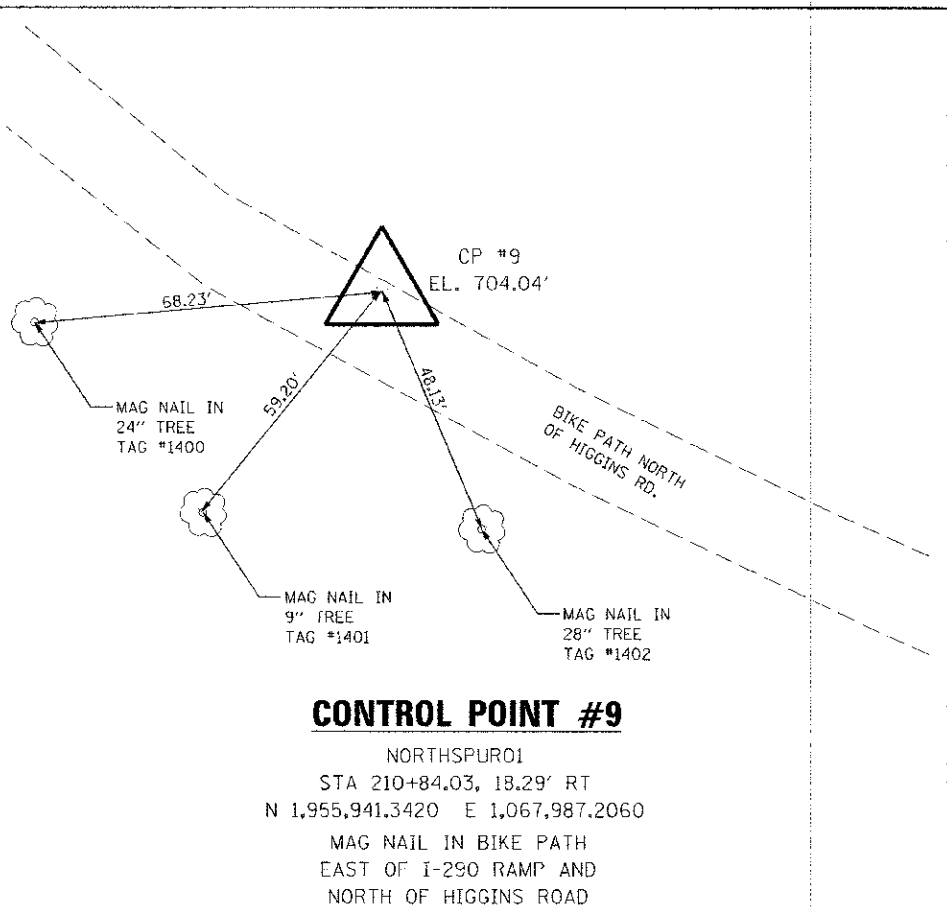 CP #9
EL. 704.04'
68.23'
59.20'
48.13'
MAG NAIL IN
24" TREE
TAG #1400
BIKE PATH NORTH
OF HIGGINS RD.
MAG NAIL IN
9" TREE
TAG #1401
MAG NAIL IN
28" TREE
TAG #1402
CONTROL POINT #9
NORTHSPUR01
STA 210+84.03, 18.29' RT
N 1,955,941.3420 E 1,067,987.2060
MAG NAIL IN BIKE PATH
EAST OF I-290 RAMP AND
NORTH OF HIGGINS ROAD